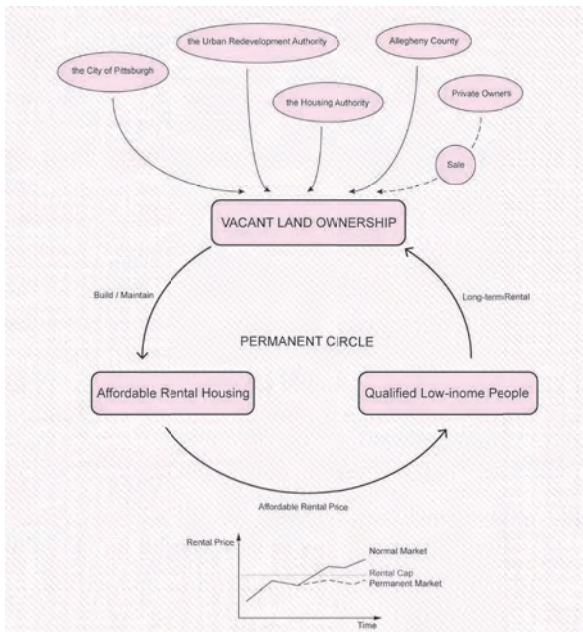 the Urban Redevelopment Authority
Allegheny County
the City of Pittsburgh
the Housing Authority
Private Owners
Sale
VACANT LAND OWNERSHIP
Build / Maintain
Long-term/Rental
PERMANENT CIRCLE
Affordable Rental Housing
Qualified Low-inome People
Affordable Rental Price
Rental Price
Normal Market
Rental Cap
Permanent Market
Time